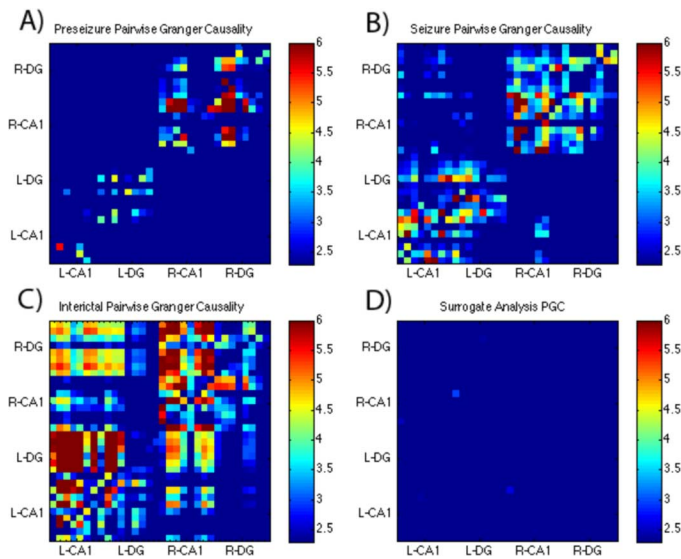 A) Preseizure Pairwise Granger Causality
R-DG
R-CA1
L-DG
L-CA1
L-CA1 L-DG R-CA1 R-DG
6
5.5
5
4.5
4
3.5
3
2.5
B) Seizure Pairwise Granger Causality
R-DG
R-CA1
L-DG
L-CA1
L-CA1 L-DG R-CA1 R-DG
6
5.5
5
4.5
4
3.5
3
2.5
C) Interictal Pairwise Granger Causality
R-DG
R-CA1
L-DG
L-CA1
L-CA1 L-DG R-CA1 R-DG
6
5.5
5
4.5
4
3.5
3
2.5
D) Surrogate Analysis PGC
R-DG
R-CA1
L-DG
L-CA1
L-CA1 L-DG R-CA1 R-DG
6
5.5
5
4.5
4
3.5
3
2.5